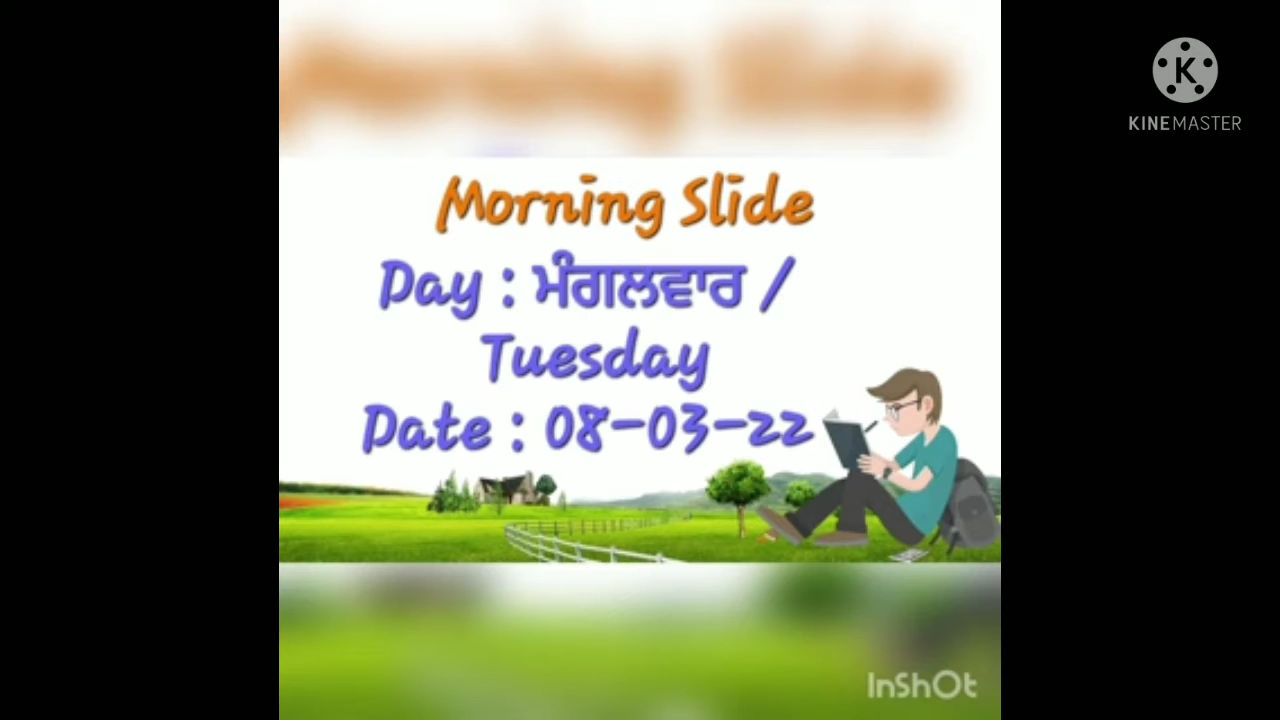 KINEMASTER
Morning Slide
Day : ਮੰਗਲਵਾਰ /
Tuesday
Date : 08-03-22
InShOt